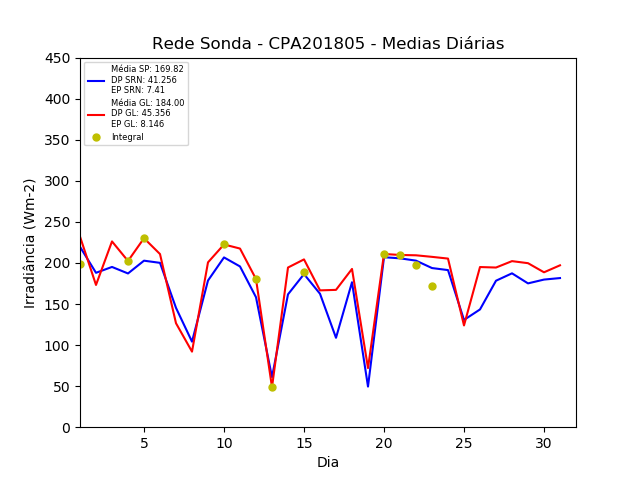 Rede Sonda - CPA201805 - Medias Diárias
Média SP: 169.82
DP SRN: 41.256
EP SRN: 7.41
Média GL: 184.00
DP GL: 45.356
EP GL: 8.146
Integral
450
400
350
300
250
200
150
100
50
0
Irradiância (Wm-2)
5
10
15
20
25
30
Dia